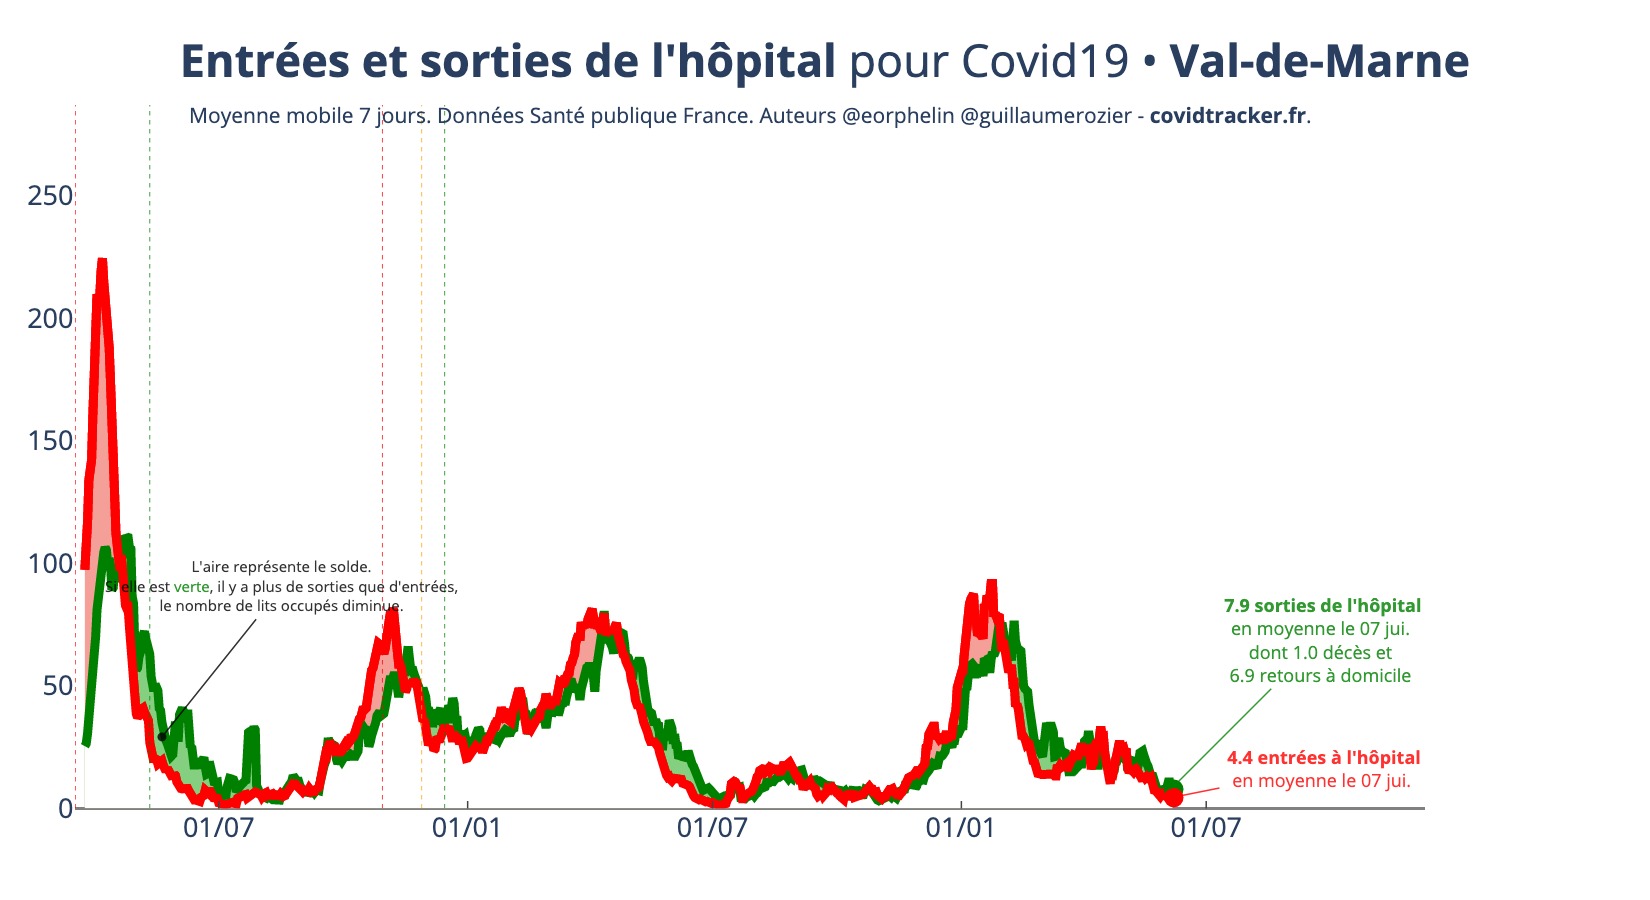 Entrées et sorties de l'hôpital pour Covid19 • Val-de-Marne
Moyenne mobile 7 jours. Données Santé publique France. Auteurs @eorphelin @guillaumerozier - covidtracker.fr.
250
200
150
100
50
0
L'aire représente le solde.
Si elle est verte, il y a plus de sorties que d'entrées,
le nombre de lits occupés diminue.
7.9 sorties de l'hôpital
en moyenne le 07 jui.
dont 1.0 décès et
6.9 retours à domicile
4.4 entrées à l'hôpital
en moyenne le 07 jui.
01/07
01/01
01/07
01/01
01/07